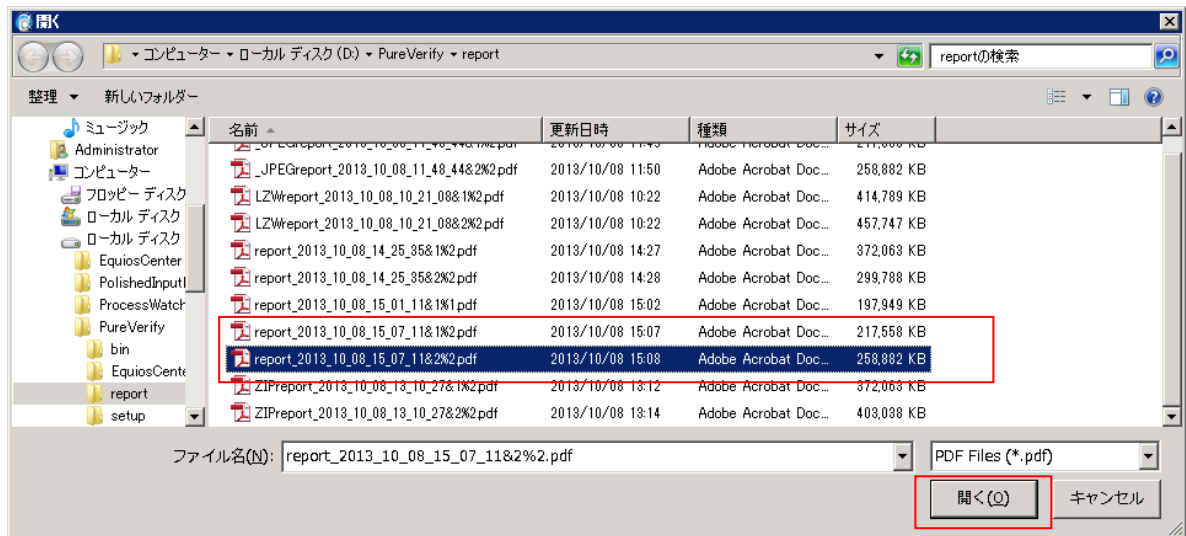 開く
コンピューター ▾ ローカル ディスク (D:) ▾ PureVerify ▾ report
reportの検索
整理 ▼ 新しいフォルダー
名前 更新日時 種類 サイズ
ミュージック
Administrator
コンピューター
フロッピー ディスク
ローカル ディスク
ローカル ディスク
EquiosCenter
PolishedInput
ProcessWatch
PureVerify
bin
EquiosCente
report
setup
_JPEGreport_2013_10_08_11_48_44&2%2.pdf 2013/10/08 11:50 Adobe Acrobat Doc... 258,882 KB
LZWreport_2013_10_08_10_21_08&1%2.pdf 2013/10/08 10:22 Adobe Acrobat Doc... 414,789 KB
LZWreport_2013_10_08_10_21_08&2%2.pdf 2013/10/08 10:22 Adobe Acrobat Doc... 457,747 KB
report_2013_10_08_14_25_35&1%2.pdf 2013/10/08 14:27 Adobe Acrobat Doc... 372,063 KB
report_2013_10_08_14_25_35&2%2.pdf 2013/10/08 14:28 Adobe Acrobat Doc... 299,788 KB
report_2013_10_08_15_01_11&1%1.pdf 2013/10/08 15:02 Adobe Acrobat Doc... 197,949 KB
report_2013_10_08_15_07_11&1%2.pdf 2013/10/08 15:07 Adobe Acrobat Doc... 217,558 KB
report_2013_10_08_15_07_11&2%2.pdf 2013/10/08 15:08 Adobe Acrobat Doc... 258,882 KB
ZIPreport_2013_10_08_13_10_27&1%2.pdf 2013/10/08 13:12 Adobe Acrobat Doc... 372,063 KB
ZIPreport_2013_10_08_13_10_27&2%2.pdf 2013/10/08 13:14 Adobe Acrobat Doc... 403,038 KB
ファイル名(N): report_2013_10_08_15_07_11&2%2.pdf PDF Files (*.pdf)
開く(O) キャンセル